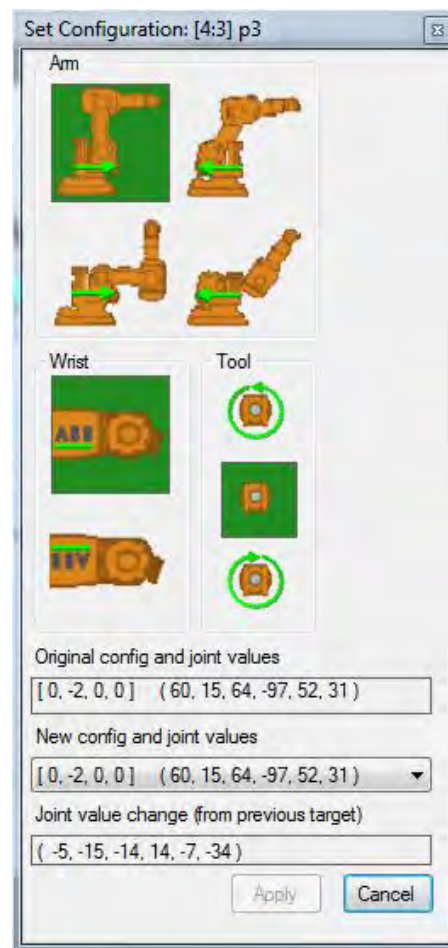 Set Configuration: [4:3] p3
Arm
Wrist
Tool
ABB
ABB
Original config and joint values
[ 0, -2, 0, 0 ] ( 60, 15, 64, -97, 52, 31 )
New config and joint values
[ 0, -2, 0, 0 ] ( 60, 15, 64, -97, 52, 31 )
Joint value change (from previous target)
( -5, -15, -14, 14, -7, -34 )
Apply
Cancel